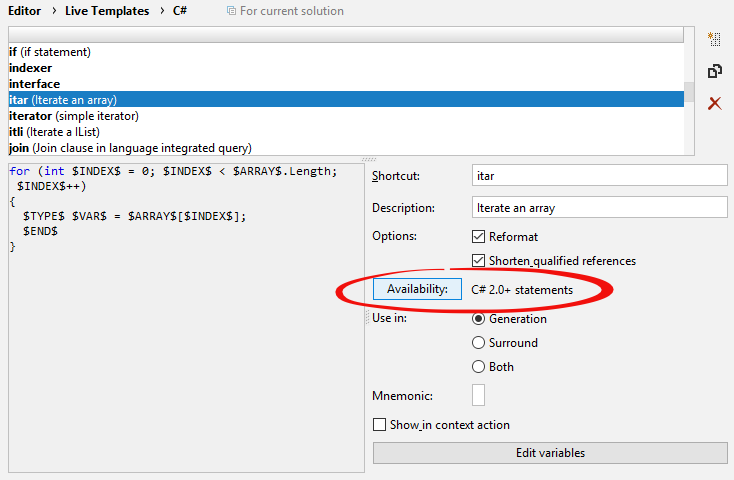 Editor > Live Templates > C# For current solution
if (if statement)
indexer
interface
itar (Iterate an array)
iterator (simple iterator)
itli (Iterate a IList)
join (Join clause in language integrated query)
for (int $INDEX$ = 0; $INDEX$ < $ARRAY$.Length;
$INDEX$++)
{
$TYPE$ $VAR$ = $ARRAY$[$INDEX$];
$END$
}
Shortcut: itar
Description: Iterate an array
Options: Reformat
Shorten qualified references
Availability: C# 2.0+ statements
Use in: Generation
Surround
Both
Mnemonic:
Show in context action
Edit variables